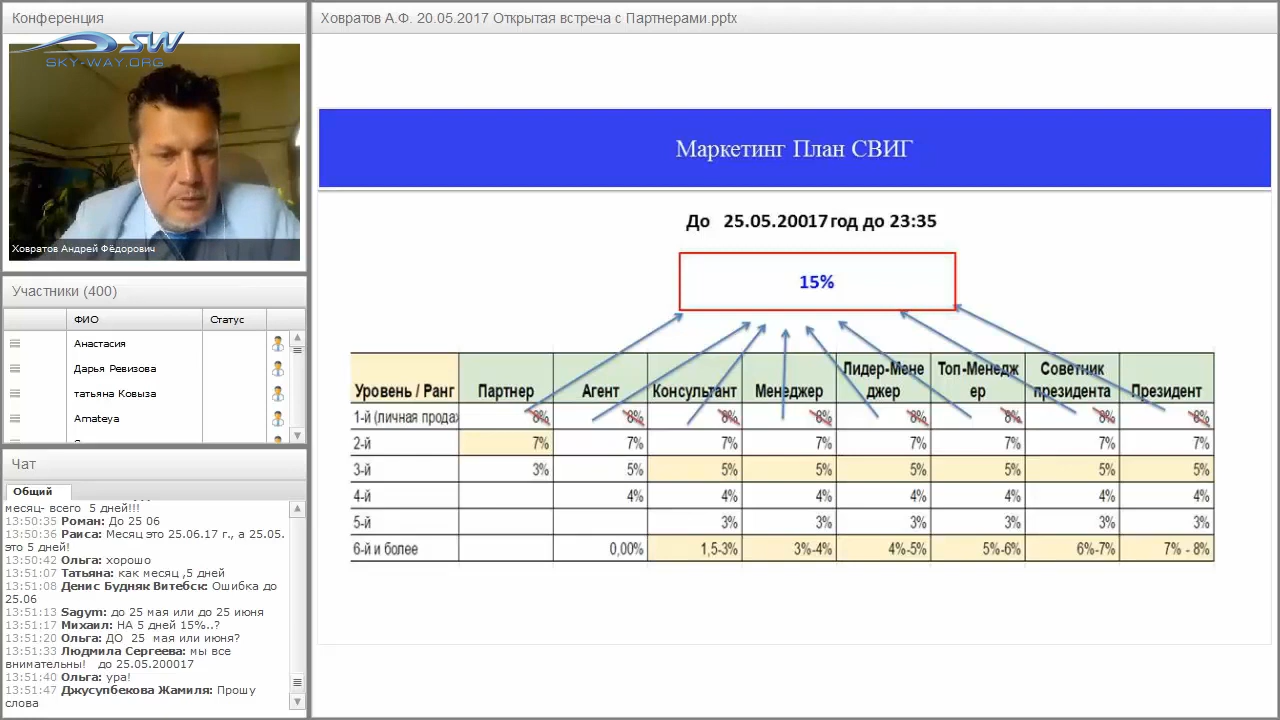 Конференция
SW
SKY-WAY.ORG
Ховратов Андрей Фёдорович
Участники (400)
ФИО Статус
Анастасия
Дарья Ревизова
татьяна Ковыза
Amateya
Чат
Общий
месяц- всего 5 дней!!!
13:50:35 Роман: До 25 06
13:50:36 Раиса: Месяц это 25.06.17 г., а 25.05.
это 5 дней!
13:50:42 Ольга: хорошо
13:51:07 Татьяна: как месяц ,5 дней
13:51:08 Денис Будняк Витебск: Ошибка до
25.06
13:51:13 Sagym: до 25 мая или до 25 июня
13:51:17 Михаил: НА 5 дней 15%..?
13:51:20 Ольга: ДО 25 мая или июня?
13:51:33 Людмила Сергеева: мы все
внимательны! до 25.05.200017
13:51:40 Ольга: ура!
13:51:47 Джусупбекова Жамиля: Прошу
слова
Ховратов А.Ф. 20.05.2017 Открытая встреча с Партнерами.pptx
Маркетинг План СВИГ
До 25.05.20017 год до 23:35
15%
Уровень / Ранг Партнер Агент Консультант Менеджер Лидер-Мене
джер Топ-Менедж
ер Советник
президента Президент
1-й (личная прода 8% 8% 8% 8% 8% 8% 8% 8%
2-й 7% 7% 7% 7% 7% 7% 7% 7%
3-й 3% 5% 5% 5% 5% 5% 5% 5%
4-й 4% 4% 4% 4% 4% 4% 4%
5-й 3% 3% 3% 3% 3% 3%
6-й и более 0,00% 1,5-3% 3%-4% 4%-5% 5%-6% 6%-7% 7% - 8%